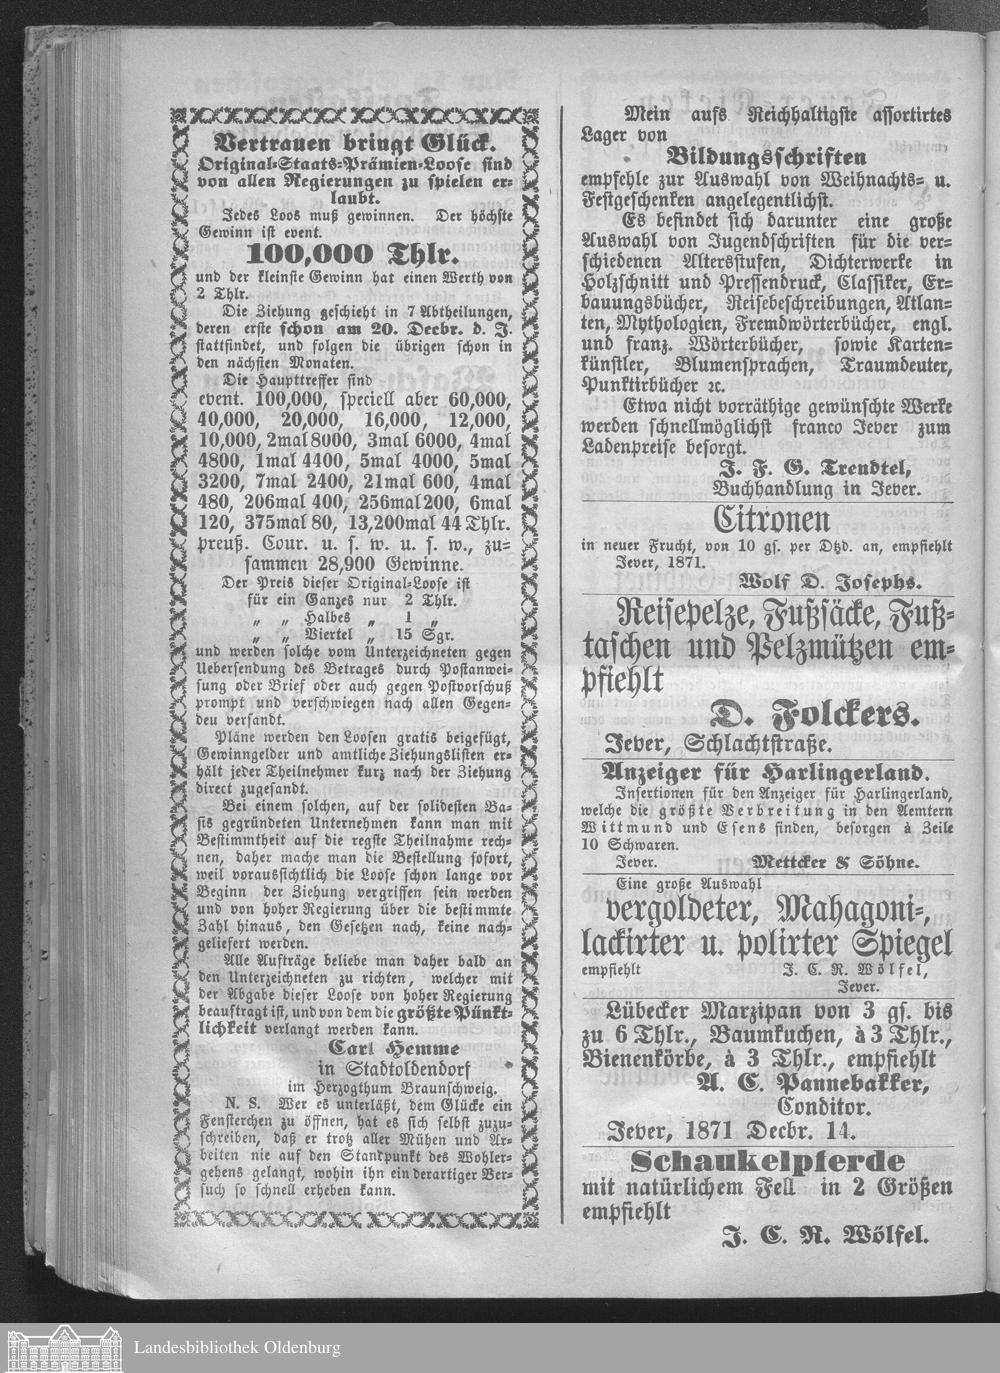 Vertrauen bringt Glück.
Original-Staats-Prämien-Loose sind
von allen Regierungen zu spielen er-
laubt.
Jedes Loos muß gewinnen. Der höchste
Gewinn ist event.
100,000 Thlr.
und der kleinste Gewinn hat einen Werth von
2 Thlr.
Die Ziehung geschieht in 7 Abtheilungen,
deren erste schon am 20. Decbr. d. J.
stattfindet, und folgen die übrigen schon in
den nächsten Monaten.
Die Haupttreffer sind
event. 100,000, speciell aber 60,000,
40,000, 20,000, 16,000, 12,000,
10,000, 2mal 8000, 3mal 6000, 4mal
4800, 1mal 4400, 5mal 4000, 5mal
3200, 7mal 2400, 21mal 600, 4mal
480, 206mal 400, 256mal 200, 6mal
120, 375mal 80, 13,200mal 44 Thlr.
preuß. Cour. u. s. w. u. s. w., zu-
sammen 28,900 Gewinne.
Der Preis dieser Original-Loose ist
für ein Ganzes nur 2 Thlr.
„ „ Halbes „ 1 „
„ „ Viertel „ 15 Sgr.
und werden solche vom Unterzeichneten gegen
Uebersendung des Betrages durch Postanwei-
sung oder Brief oder auch gegen Postvorschuß
prompt und verschwiegen nach allen Gegen-
deu versandt.
Pläne werden den Loosen gratis beigefügt,
Gewinngelder und amtliche Ziehungslisten er-
hält jeder Theilnehmer kurz nach der Ziehung
direct zugesandt.
Bei einem solchen, auf der solidesten Ba-
sis gegründeten Unternehmen kann man mit
Bestimmtheit auf die regste Theilnahme rech-
nen, daher mache man die Bestellung sofort,
weil voraussichtlich die Loose schon lange vor
Beginn der Ziehung vergriffen sein werden
und von hoher Regierung über die bestimmte
Zahl hinaus, den Gesetzen nach, keine nach-
geliefert werden.
Alle Aufträge beliebe man daher bald an
den Unterzeichneten zu richten, welcher mit
der Abgabe dieser Loose von hoher Regierung
beauftragt ist, und von dem die größte Pünkt-
lichkeit verlangt werden kann.
Carl Hemme
in Stadtoldendorf
im Herzogthum Braunschweig.
N. S. Wer es unterläßt, dem Glücke ein
Fensterchen zu öffnen, hat es sich selbst zuzu-
schreiben, daß er trotz aller Mühen und Ar-
beiten nie auf den Standpunkt des Wohler-
gehens gelangt, wohin ihn ein derartiger Ver-
such so schnell erheben kann.
Mein aufs Reichhaltigste assortirtes
Lager von
Bildungsschriften
empfehle zur Auswahl von Weihnachts- u.
Festgeschenken angelegentlichst.
Es befindet sich darunter eine große
Auswahl von Jugendschriften für die ver-
schiedenen Altersstufen, Dichterwerke in
Holzschnitt und Pressendruck, Classiker, Er-
bauungsbücher, Reisebeschreibungen, Atlan-
ten, Mythologien, Fremdwörterbücher, engl.
und franz. Wörterbücher, sowie Karten-
künstler, Blumensprachen, Traumdeuter,
Punktirbücher ꝛc.
Etwa nicht vorräthige gewünschte Werke
werden schnellmöglichst franco Jever zum
Ladenpreise besorgt.
J. F. G. Trendtel,
Buchhandlung in Jever.
Citronen
in neuer Frucht, von 10 gs. per Dtzd. an, empfiehlt
Jever, 1871.
Wolf D. Josephs.
Reisepelze, Fußsäcke, Fuß-
taschen und Pelzmützen em-
pfiehlt
D. Folckers.
Jever, Schlachtstraße.
Anzeiger für Harlingerland.
Insertionen für den Anzeiger für Harlingerland,
welche die größte Verbreitung in den Aemtern
Wittmund und Esens finden, besorgen à Zeile
10 Schwaren.
Jever. Mettcker & Söhne.
Eine große Auswahl
vergoldeter, Mahagoni-,
lackirter u. polirter Spiegel
empfiehlt J. C. R. Wölfel,
Jever.
Lübecker Marzipan von 3 gs. bis
zu 6 Thlr., Baumkuchen, à 3 Thlr.,
Bienenkörbe, à 3 Thlr., empfiehlt
A. C. Pannebakker,
Conditor.
Jever, 1871 Decbr. 14.
Schaukelpferde
mit natürlichem Fell in 2 Größen
empfiehlt
J. C. R. Wölfel.
Landesbibliothek Oldenburg